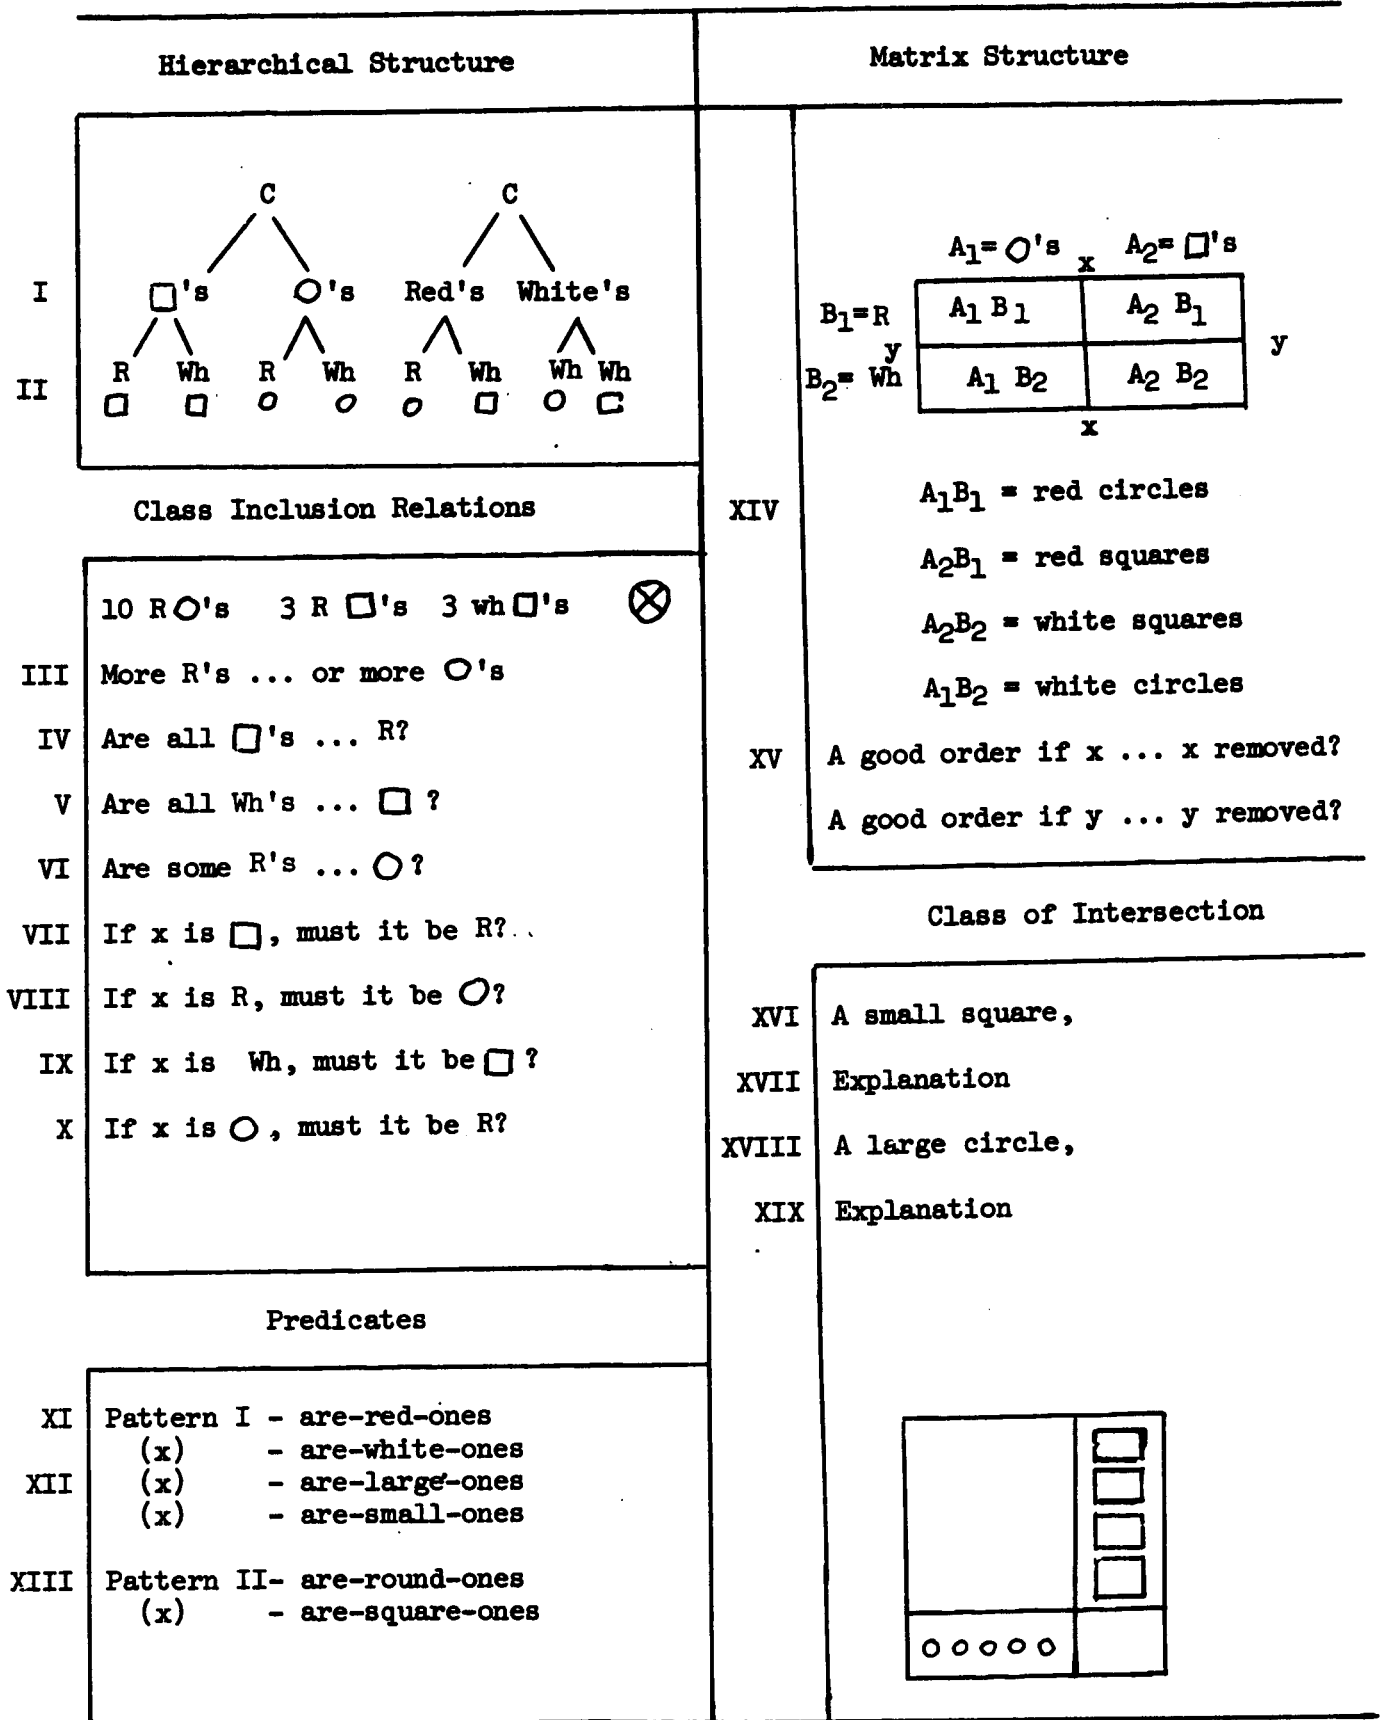 Hierarchical Structure
C C
I □'s ○'s Red's White's
R Wh R Wh R Wh Wh Wh
II □ □ ○ ○ ○ □ ○ □
Class Inclusion Relations
10 R ○'s 3 R □'s 3 wh □'s ⊗
III More R's ... or more ○'s
IV Are all □'s ... R?
V Are all Wh's ... □ ?
VI Are some R's ... ○ ?
VII If x is □, must it be R?
VIII If x is R, must it be ○?
IX If x is Wh, must it be □ ?
X If x is ○ , must it be R?
Predicates
XI Pattern I - are-red-ones
(x) - are-white-ones
XII (x) - are-large-ones
(x) - are-small-ones
XIII Pattern II- are-round-ones
(x) - are-square-ones
Matrix Structure
A1= ○'s x A2= □'s
B1=R A1 B1 A2 B1
y y
B2= Wh A1 B2 A2 B2
x
XIV A1B1 = red circles
A2B1 = red squares
A2B2 = white squares
A1B2 = white circles
XV A good order if x ... x removed?
A good order if y ... y removed?
Class of Intersection
XVI A small square,
XVII Explanation
XVIII A large circle,
XIX Explanation